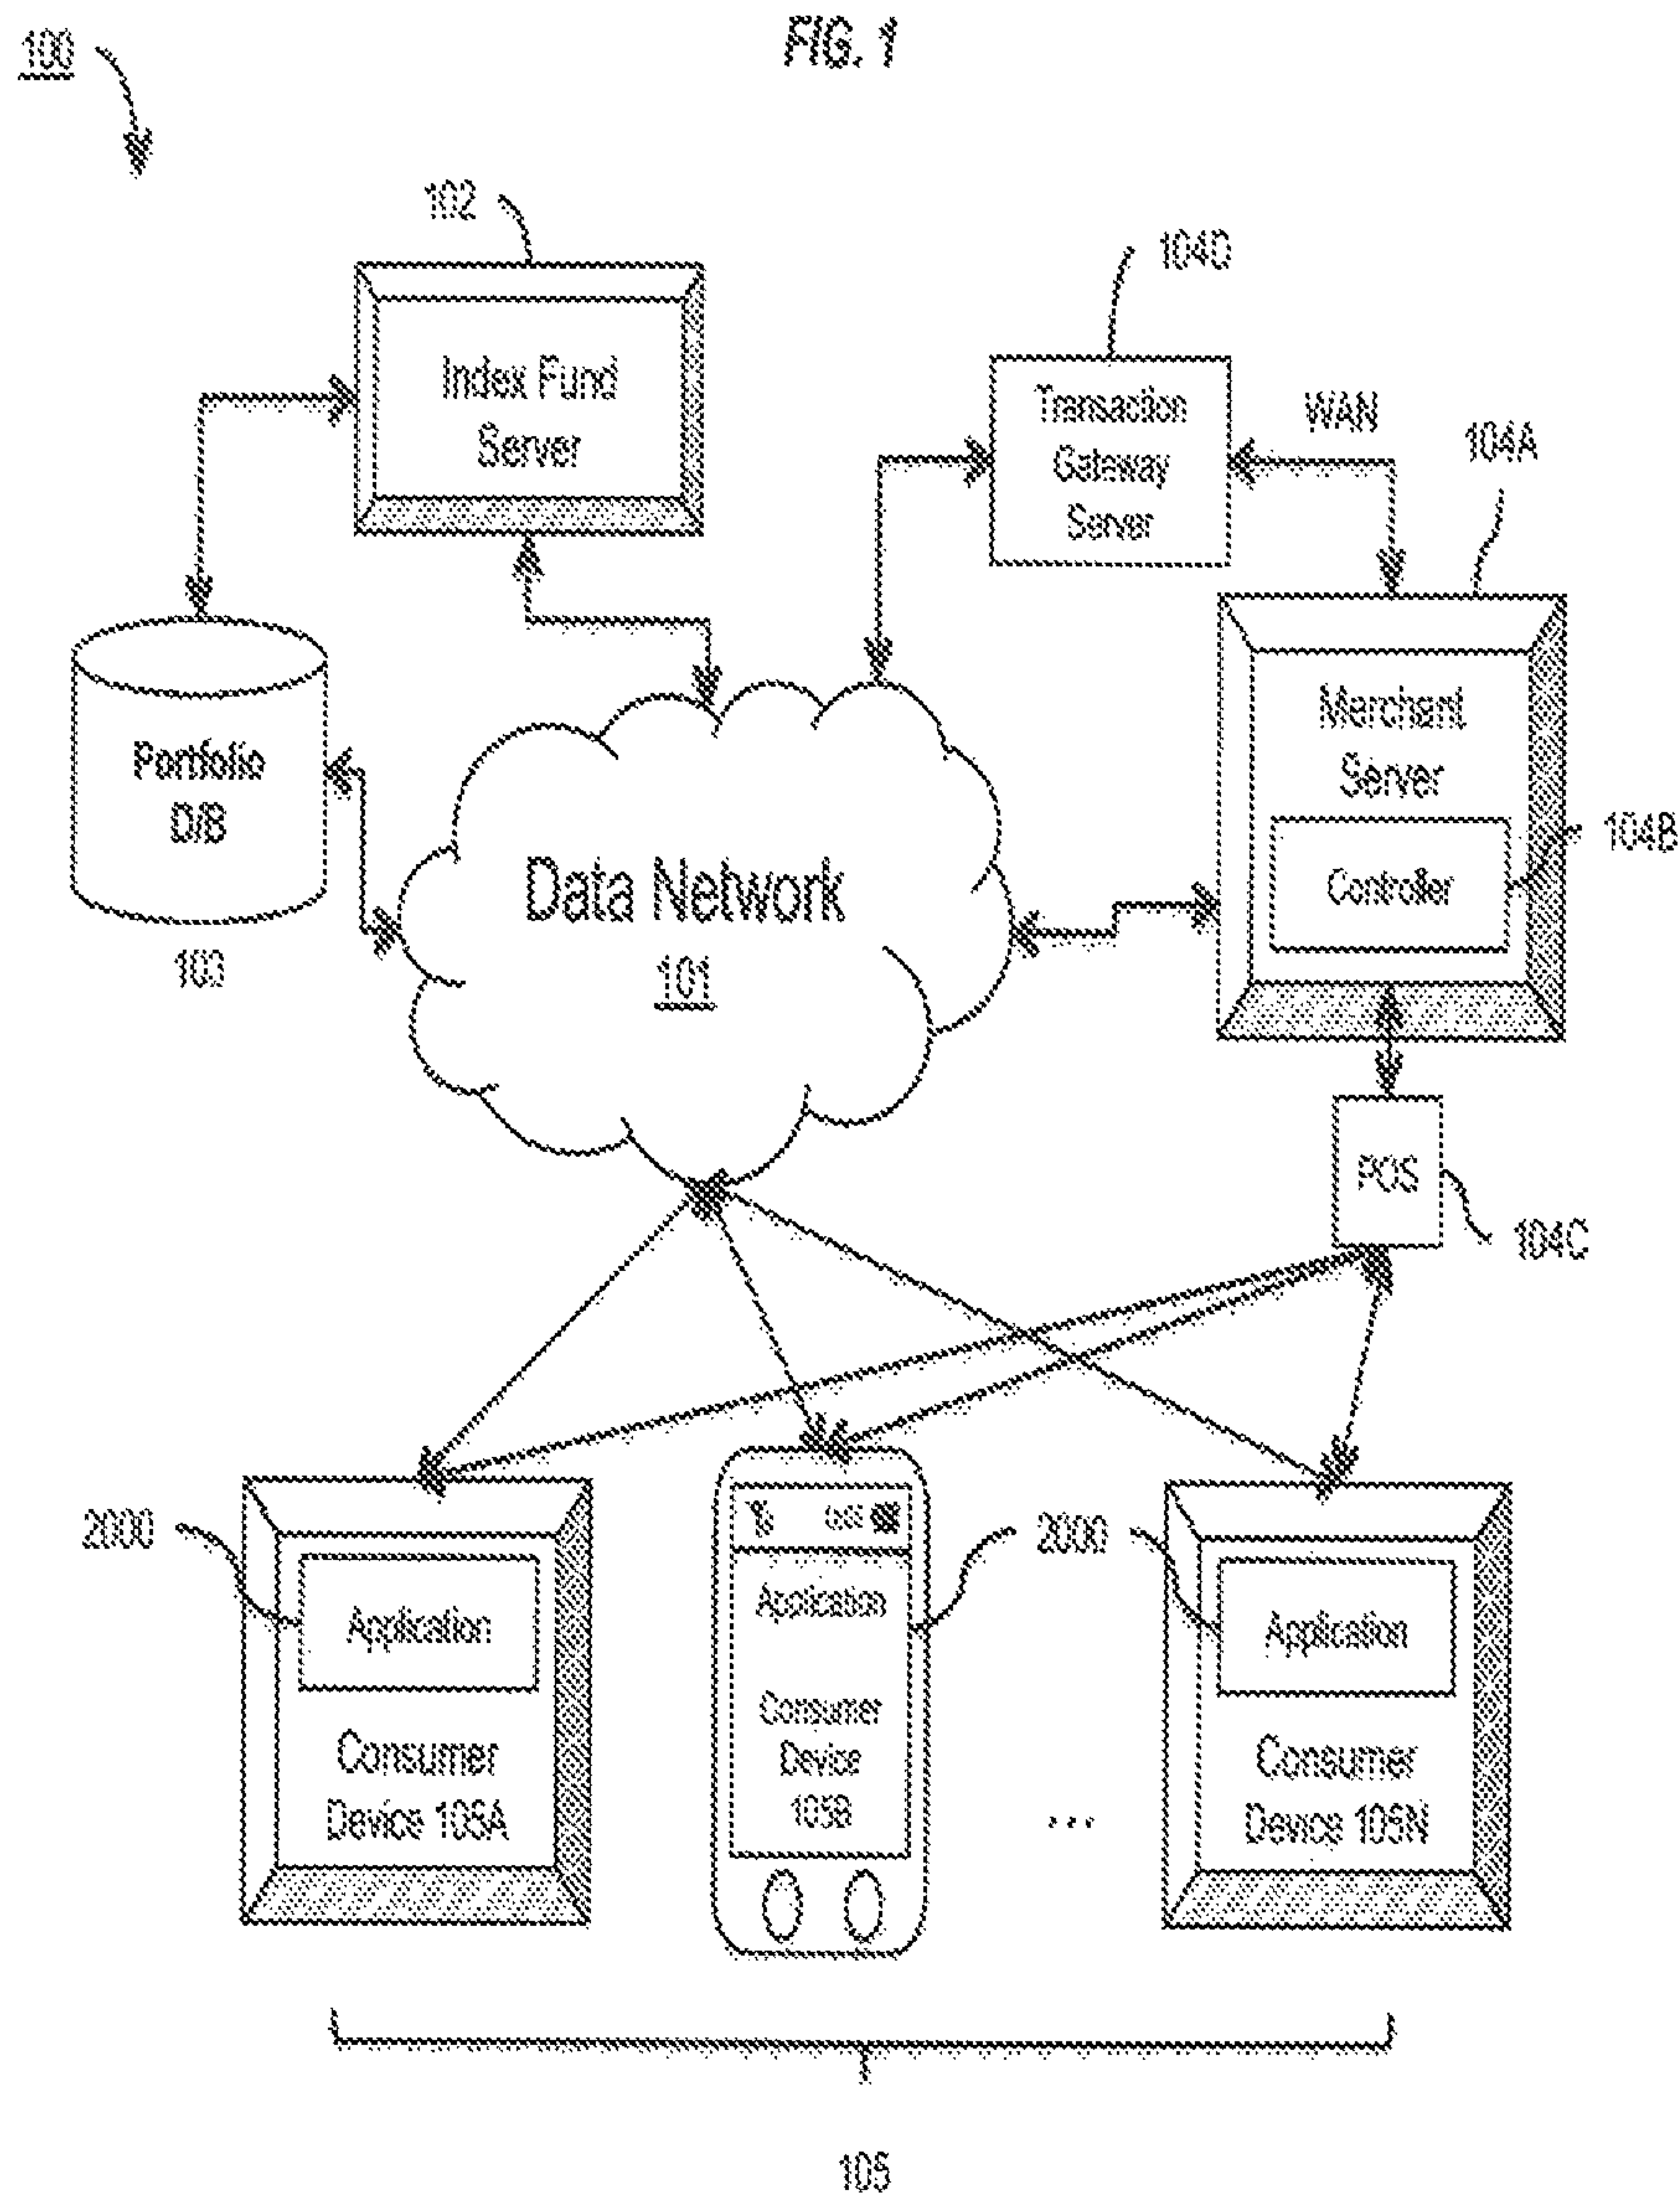 FIG. 1
100
102
104D
Index Fund
Server
Transaction
Gateway
Server
WAN
104A
Portfolio
D/B
103
Data Network
101
Merchant
Server
Controller
104B
POS
104C
2000
Application
Consumer
Device 105A
Application
Consumer
Device
105B
2000
...
Application
Consumer
Device 105N
105